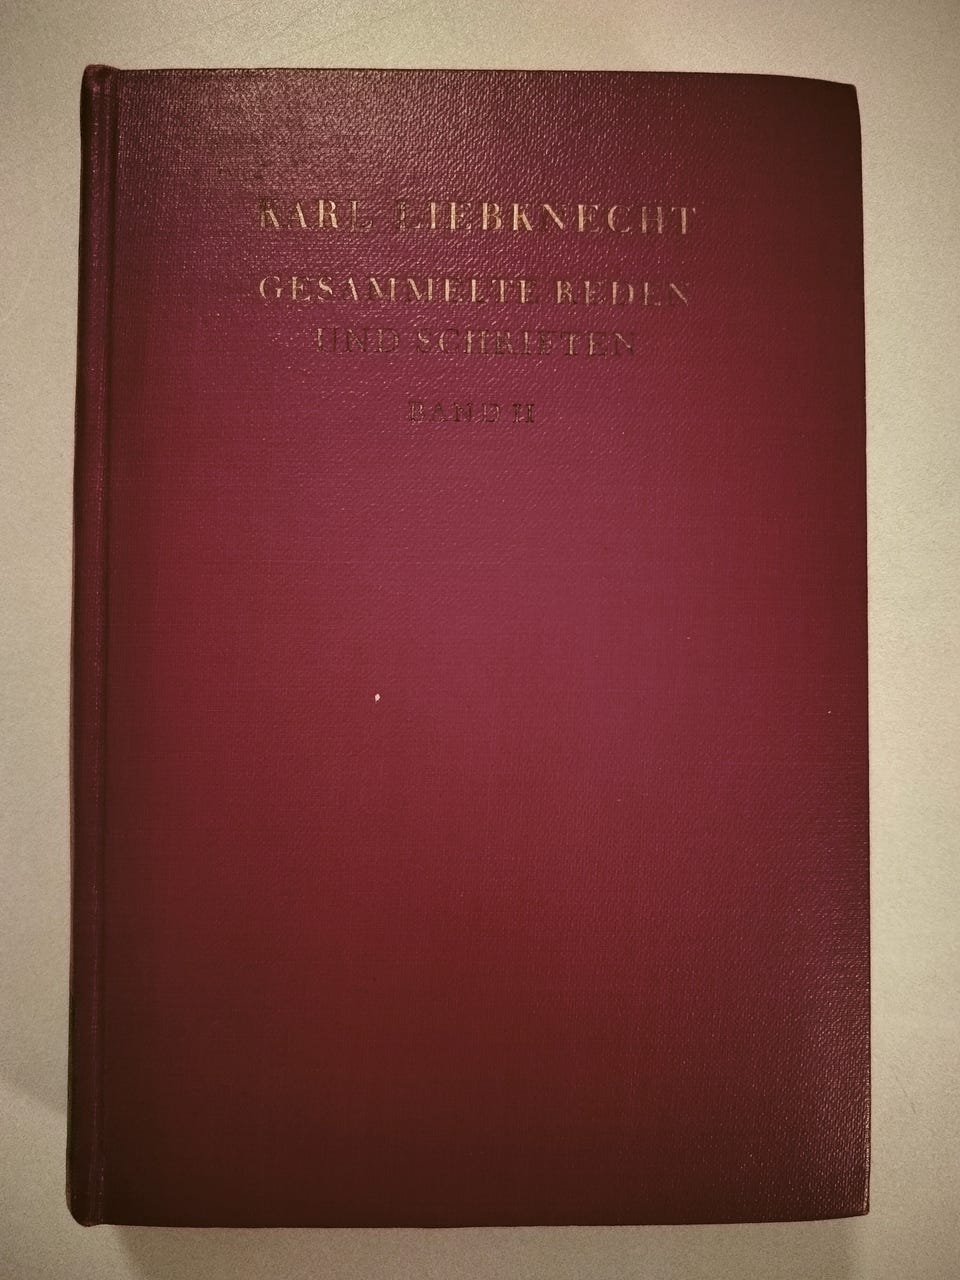 KARL LIEBKNECHT
GESAMMELTE REDEN
UND SCHRIFTEN
BAND II